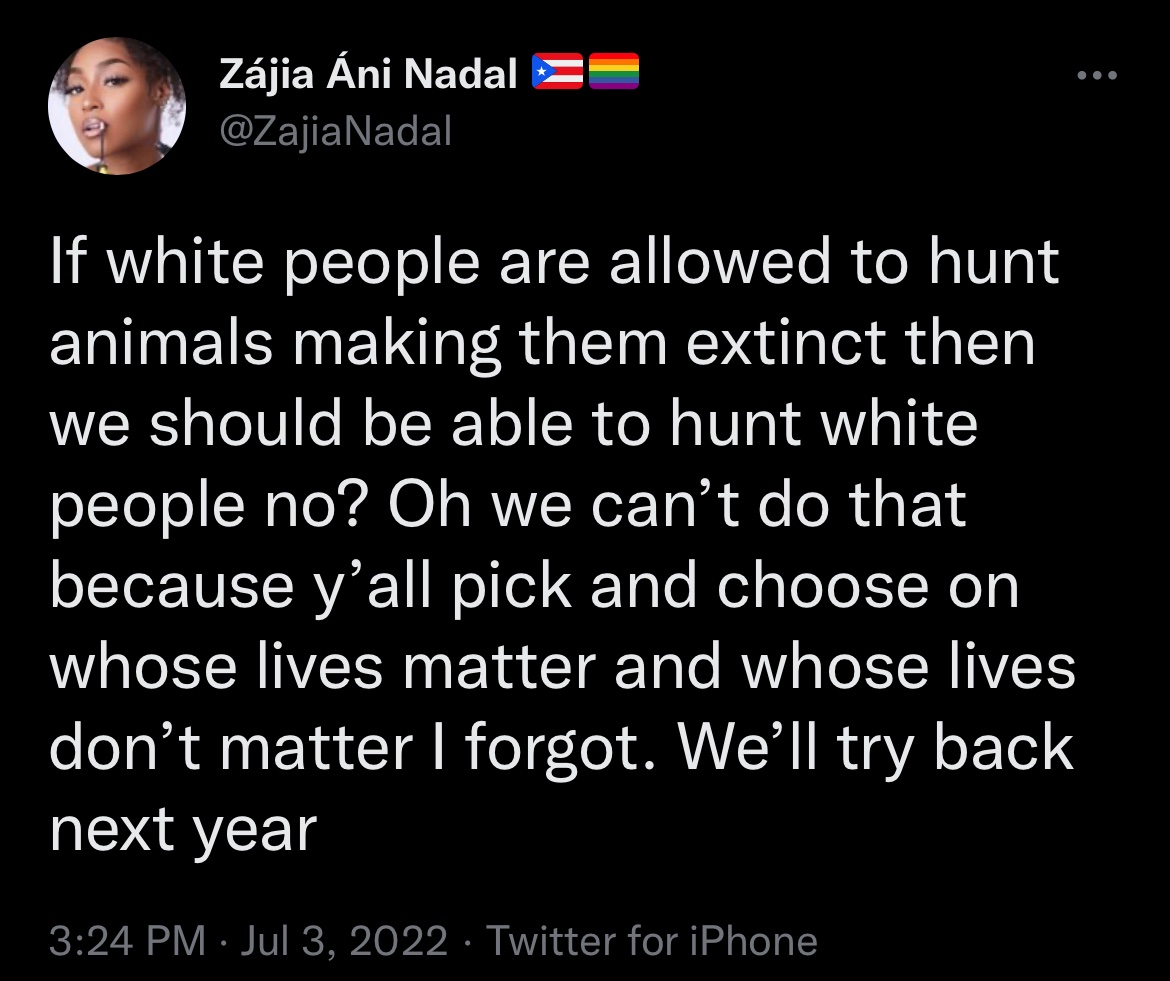 Zájia Áni Nadal 🇵🇷🏳️‍🌈
@ZajiaNadal
If white people are allowed to hunt
animals making them extinct then
we should be able to hunt white
people no? Oh we can’t do that
because y’all pick and choose on
whose lives matter and whose lives
don’t matter I forgot. We’ll try back
next year
3:24 PM · Jul 3, 2022 · Twitter for iPhone